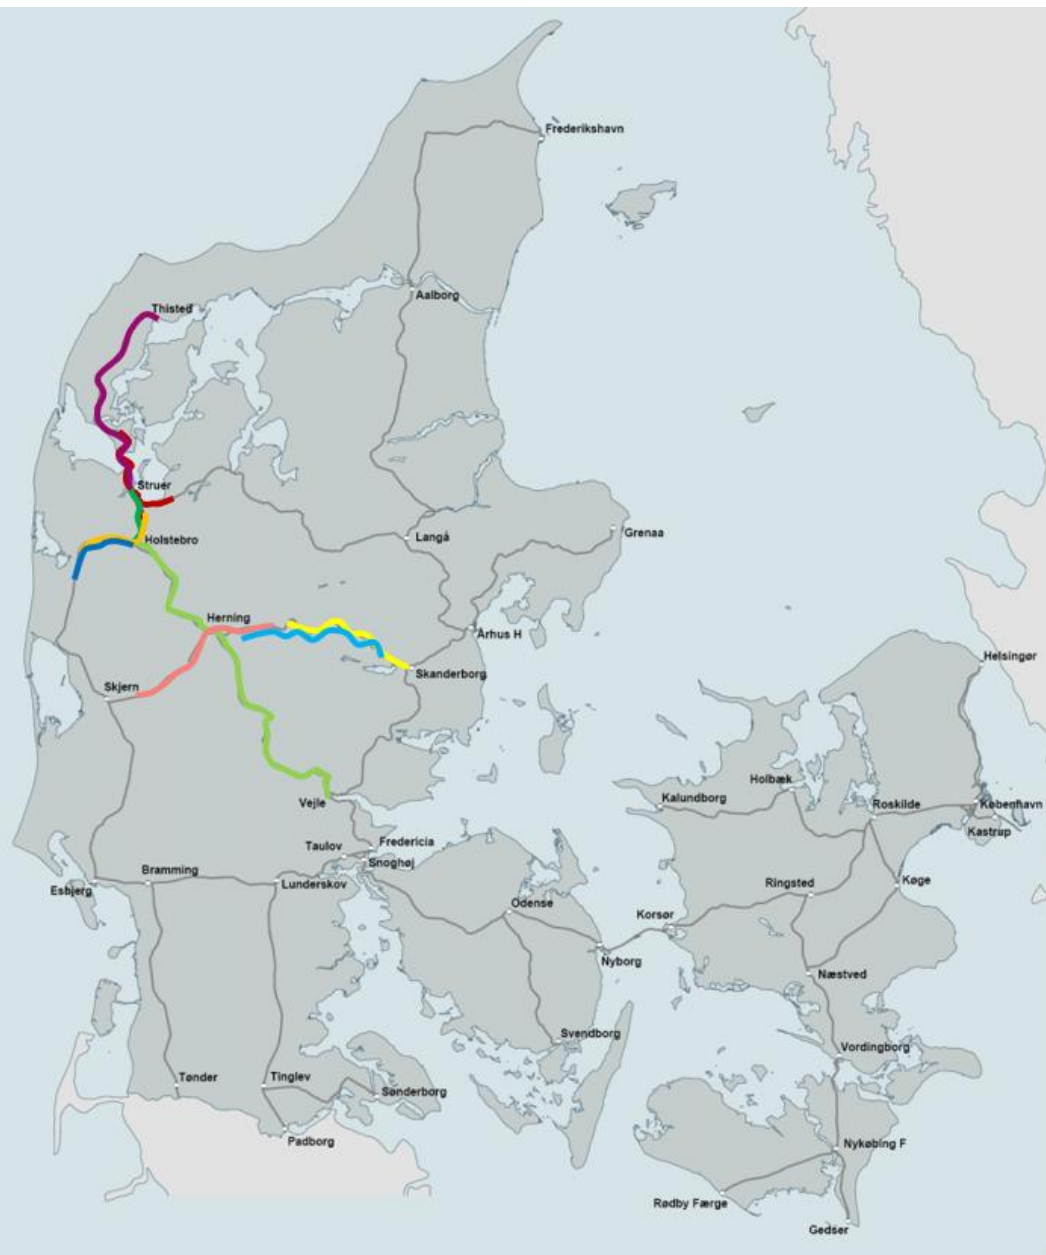 Frederikshavn
Aalborg
Thisted
Struer
Holstebro
Langå
Grenaa
Herning
Århus H
Skanderborg
Helsingør
Skjern
Holbæk
Kalundborg
Roskilde
København
Vejle
Kastrup
Fredericia
Taulov
Snoghøj
Bramming
Lunderskov
Esbjerg
Ringsted
Køge
Odense
Korsør
Nyborg
Næstved
Svendborg
Vordingborg
Tønder
Tinglev
Sønderborg
Padborg
Nykøbing F
Rødby Færge
Gedser